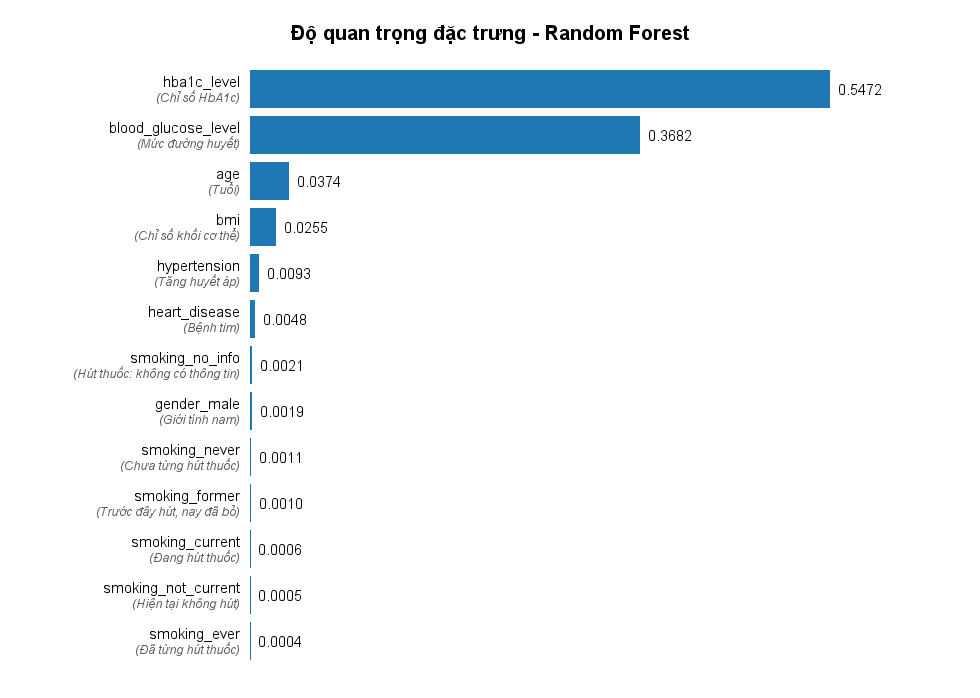 Độ quan trọng đặc trưng - Random Forest
hba1c_level
(Chỉ số HbA1c)
0.5472
blood_glucose_level
(Mức đường huyết)
0.3682
age
(Tuổi)
0.0374
bmi
(Chỉ số khối cơ thể)
0.0255
hypertension
(Tăng huyết áp)
0.0093
heart_disease
(Bệnh tim)
0.0048
smoking_no_info
(Hút thuốc: không có thông tin)
0.0021
gender_male
(Giới tính nam)
0.0019
smoking_never
(Chưa từng hút thuốc)
0.0011
smoking_former
(Trước đây hút, nay đã bỏ)
0.0010
smoking_current
(Đang hút thuốc)
0.0006
smoking_not_current
(Hiện tại không hút)
0.0005
smoking_ever
(Đã từng hút thuốc)
0.0004